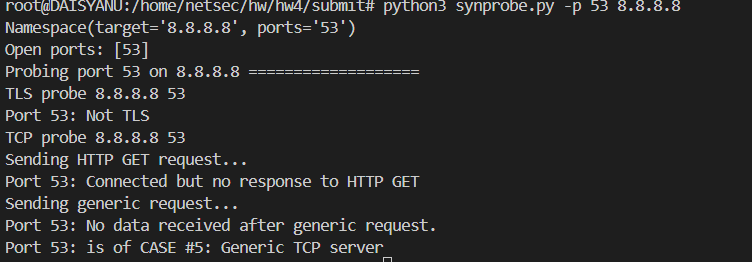 root@DAISYANU:/home/netsec/hw/hw4/submit# python3 synprobe.py -p 53 8.8.8.8
Namespace(target='8.8.8.8', ports='53')
Open ports: [53]
Probing port 53 on 8.8.8.8 ===================
TLS probe 8.8.8.8 53
Port 53: Not TLS
TCP probe 8.8.8.8 53
Sending HTTP GET request...
Port 53: Connected but no response to HTTP GET
Sending generic request...
Port 53: No data received after generic request.
Port 53: is of CASE #5: Generic TCP server